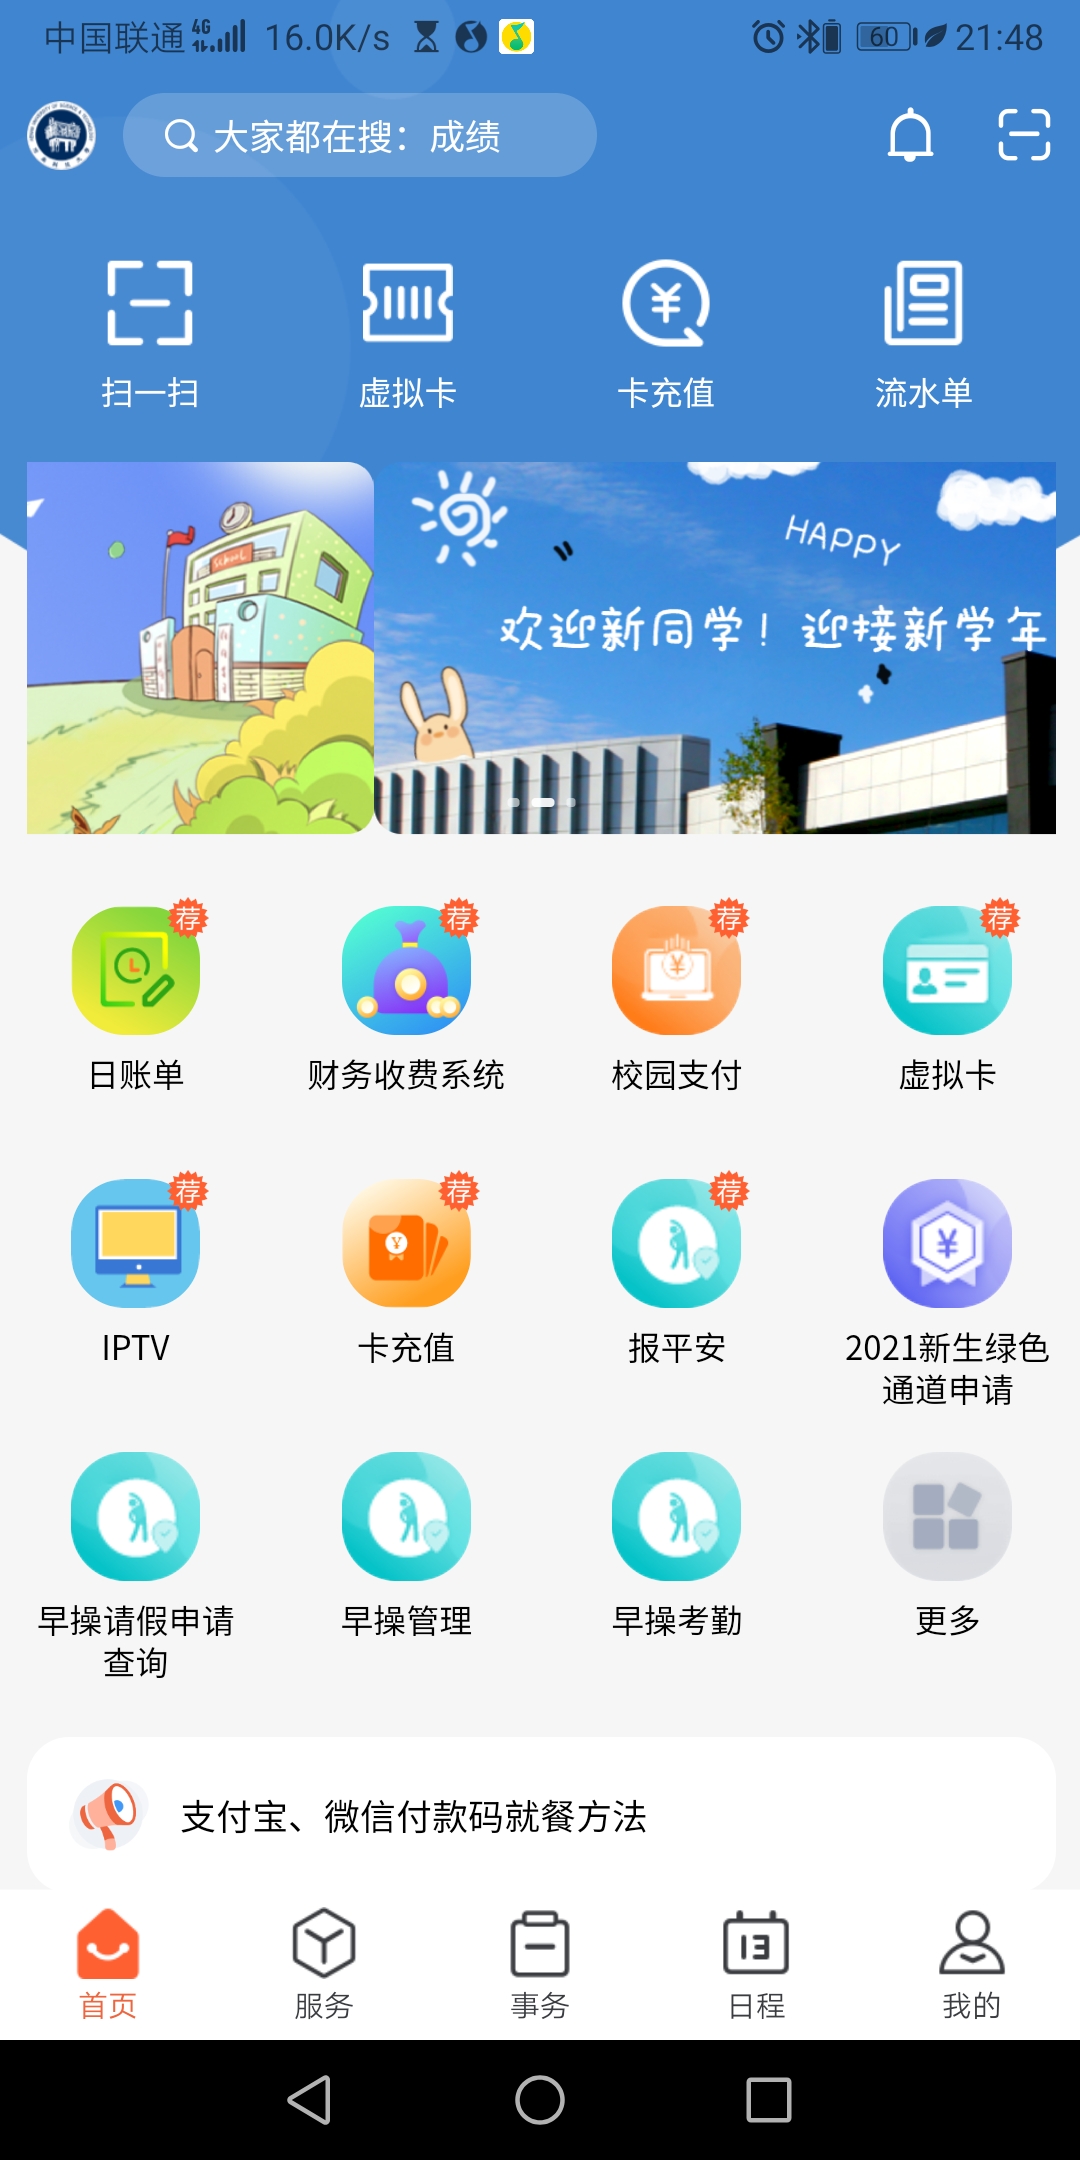 中国联通 4G 16.0K/s 60 21:48
大家都在搜：成绩
扫一扫 虚拟卡 卡充值 流水单
school
HAPPY
欢迎新同学！迎接新学年
荐 荐 荐 荐
日账单 财务收费系统 校园支付 虚拟卡
荐 荐 荐
IPTV 卡充值 报平安 2021新生绿色
通道申请
早操请假申请 早操管理 早操考勤 更多
查询
支付宝、微信付款码就餐方法
13
首页 服务 事务 日程 我的